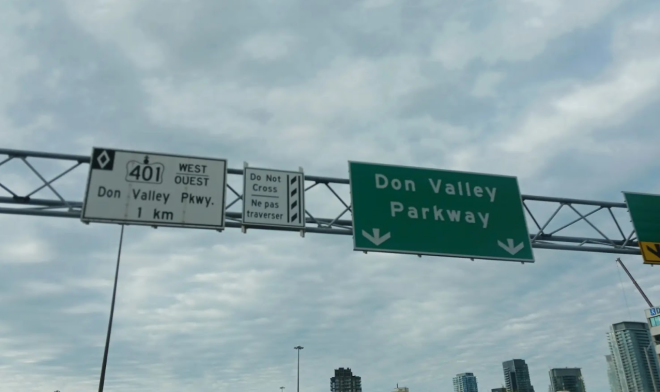 401 WEST
OUEST
Don Valley Pkwy.
1 km
Do Not
Cross
Ne pas
traverser
Don Valley
Parkway